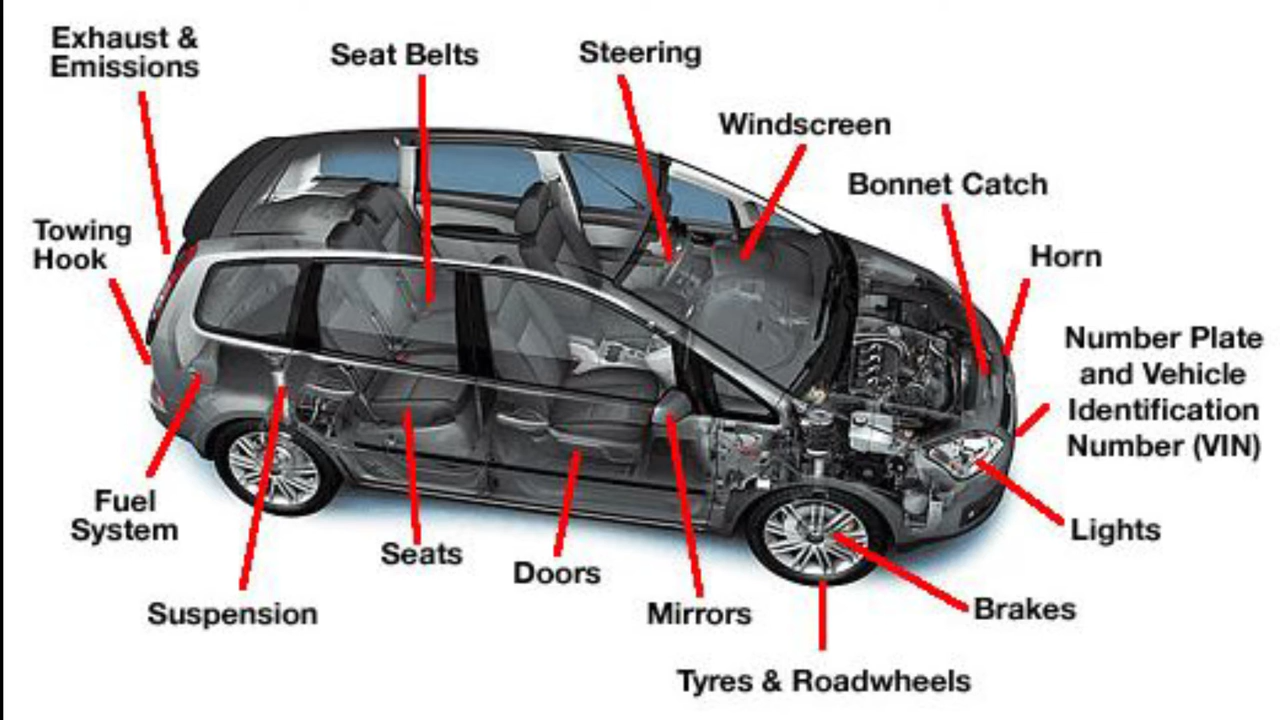 Exhaust &
Emissions
Seat Belts
Steering
Windscreen
Bonnet Catch
Towing
Hook
Horn
Number Plate
and Vehicle
Identification
Number (VIN)
Fuel
System
Lights
Seats
Doors
Suspension
Mirrors
Brakes
Tyres & Roadwheels